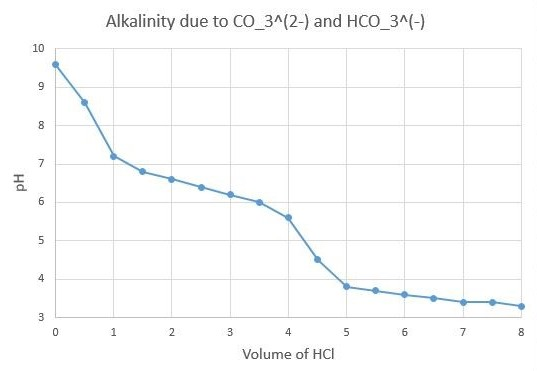 Alkalinity due to CO_3^(2-) and HCO_3^(-)
10
9
8
7
6
5
4
3
pH
0 1 2 3 4 5 6 7 8
Volume of HCl